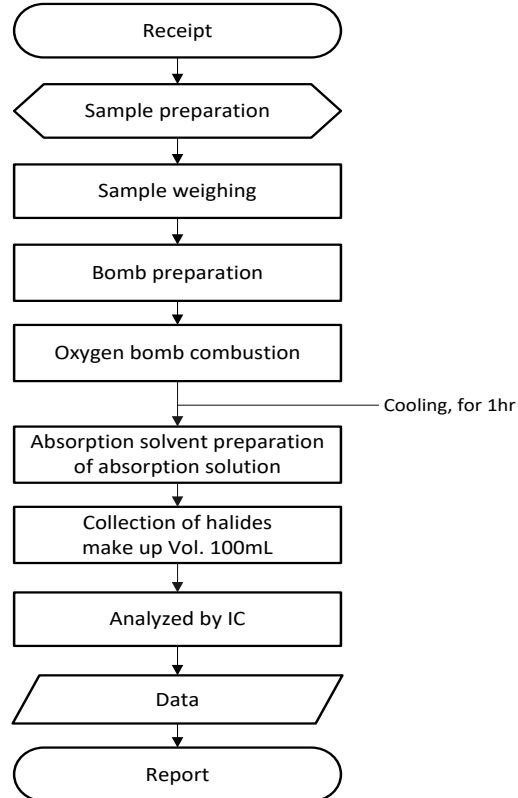 Receipt
Sample preparation
Sample weighing
Bomb preparation
Oxygen bomb combustion
Cooling, for 1hr
Absorption solvent preparation
of absorption solution
Collection of halides
make up Vol. 100mL
Analyzed by IC
Data
Report